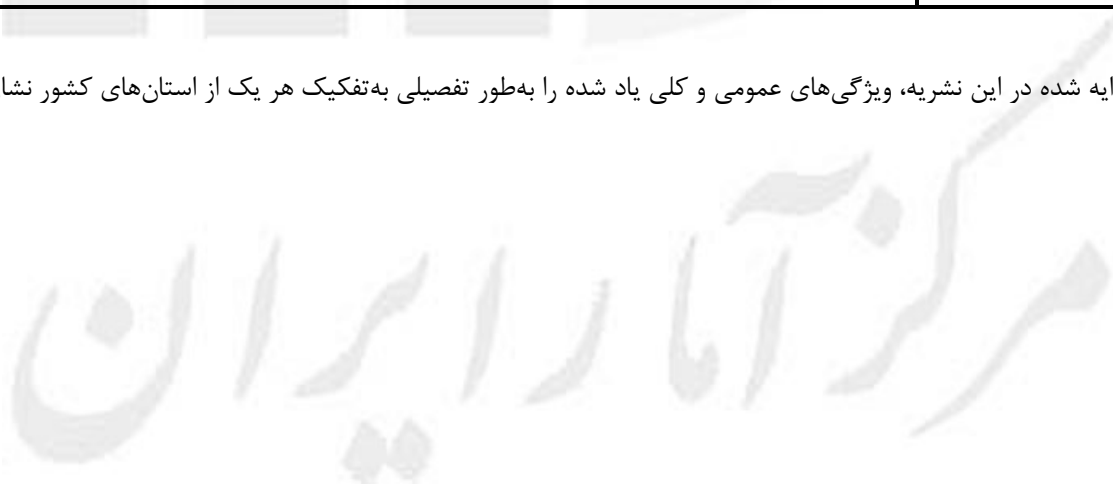 ایه شده در این نشریه، ویژگی‌های عمومی و کلی یاد شده را به‌طور تفصیلی به‌تفکیک هر یک از استان‌های کشور نشا
مرکز آمار ایران